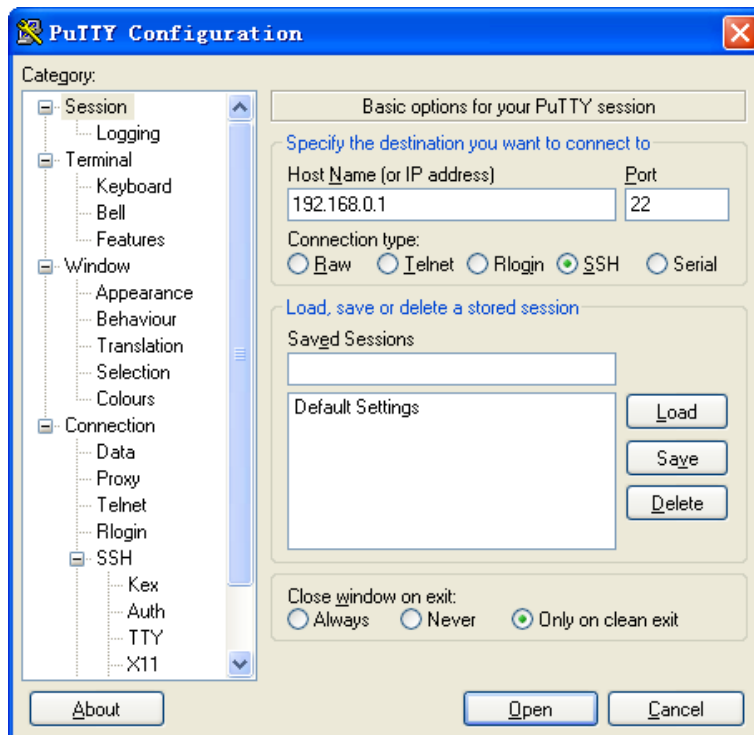 PuTTY Configuration
Category:
Session
Logging
Terminal
Keyboard
Bell
Features
Window
Appearance
Behaviour
Translation
Selection
Colours
Connection
Data
Proxy
Telnet
Rlogin
SSH
Kex
Auth
TTY
X11
Basic options for your PuTTY session
Specify the destination you want to connect to
Host Name (or IP address) Port
192.168.0.1 22
Connection type:
Raw Telnet Rlogin SSH Serial
Load, save or delete a stored session
Saved Sessions
Default Settings
Load
Save
Delete
Close window on exit:
Always Never Only on clean exit
About Open Cancel